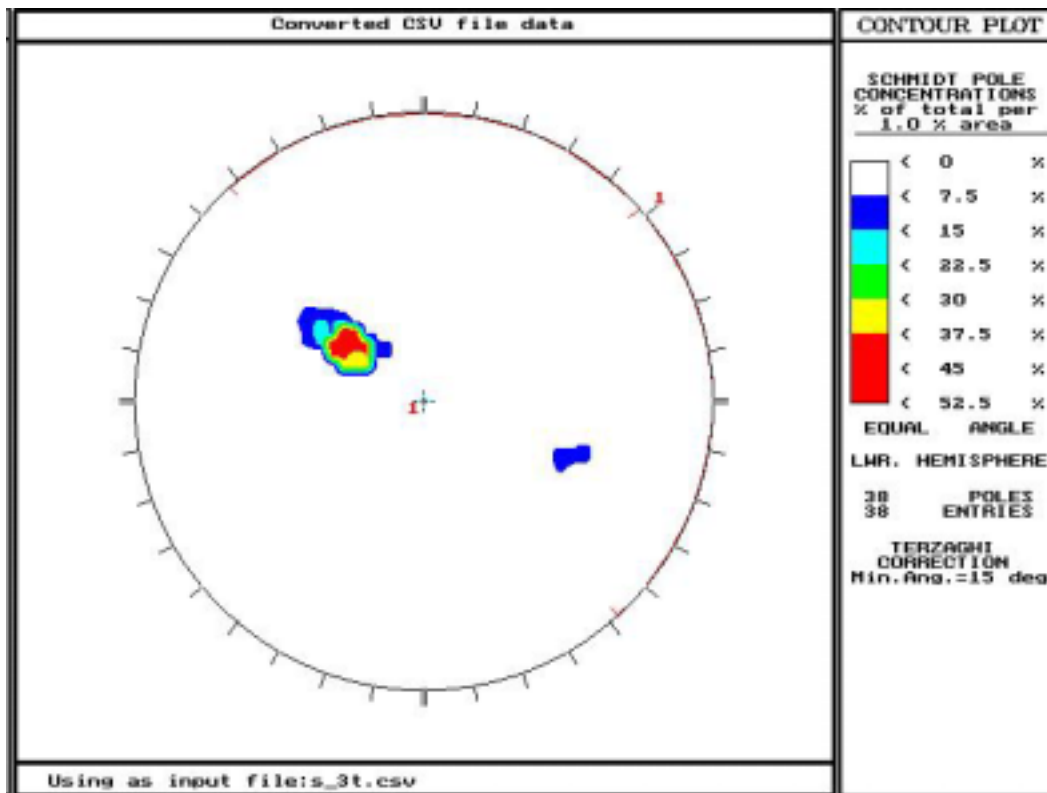 Converted CSV file data
CONTOUR PLOT
SCHMIDT POLE
CONCENTRATIONS
% of total per
1.0 % area
< 0 %
< 7.5 %
< 15 %
< 22.5 %
< 30 %
< 37.5 %
< 45 %
< 52.5 %
EQUAL ANGLE
LWR. HEMISPHERE
38 POLES
38 ENTRIES
TERZAGHI
CORRECTION
Min.Ang.=15 deg
1
1
Using as input file:s_3t.csv